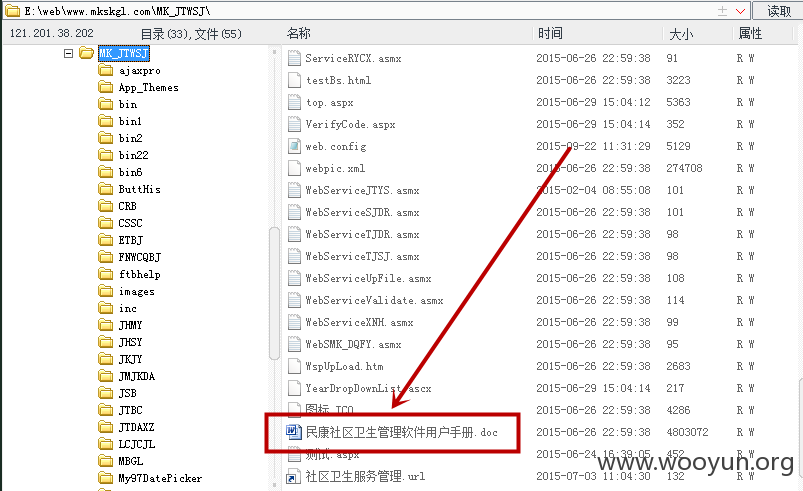 E:\web\www.mkskgl.com\MK_JTWSJ\ 读取
121.201.38.202 目录(33),文件(55) 名称 时间 大小 属性
MK_JTWSJ
ajaxpro
App_Themes
bin
bin1
bin2
bin22
bin6
ButtHis
CRB
CSSC
ETBJ
FNWCQBJ
ftbhelp
images
inc
JHMY
JHSY
JKJY
JMJKDA
JSB
JTBC
JTDAXZ
LCJCJL
MBGL
My97DatePicker
ServiceRYCX.asmx 2015-06-26 22:59:38 91 R W
testBs.html 2015-06-26 22:59:38 3223 R W
top.aspx 2015-06-29 15:04:12 5363 R W
VerifyCode.aspx 2015-06-29 15:04:14 352 R W
web.config 2015-09-22 11:31:29 5129 R W
webpic.xml 2015-06-26 22:59:38 274708 R W
WebServiceJTYS.asmx 2015-02-04 08:55:08 101 R W
WebServiceSJDR.asmx 2015-06-26 22:59:38 101 R W
WebServiceTJDR.asmx 2015-06-26 22:59:38 98 R W
WebServiceTJSJ.asmx 2015-06-26 22:59:38 98 R W
WebServiceUpFile.asmx 2015-06-26 22:59:38 108 R W
WebServiceValidate.asmx 2015-06-26 22:59:38 114 R W
WebServiceXNH.asmx 2015-06-26 22:59:38 99 R W
WebSMK_DQFY.asmx 2015-06-26 22:59:38 95 R W
WspUpLoad.htm 2015-06-26 22:59:38 2683 R W
YearDropDownList.ascx 2015-06-29 15:04:14 217 R W
图标.ICO 2015-06-26 22:59:38 4286 R W
民康社区卫生管理软件用户手册.doc 2015-06-26 22:59:38 4803072 R W
测试.aspx 2015-06-24 16:39:05 452 R W
社区卫生服务管理.url 2015-07-03 11:04:30 132 R W
www.wooyun.org